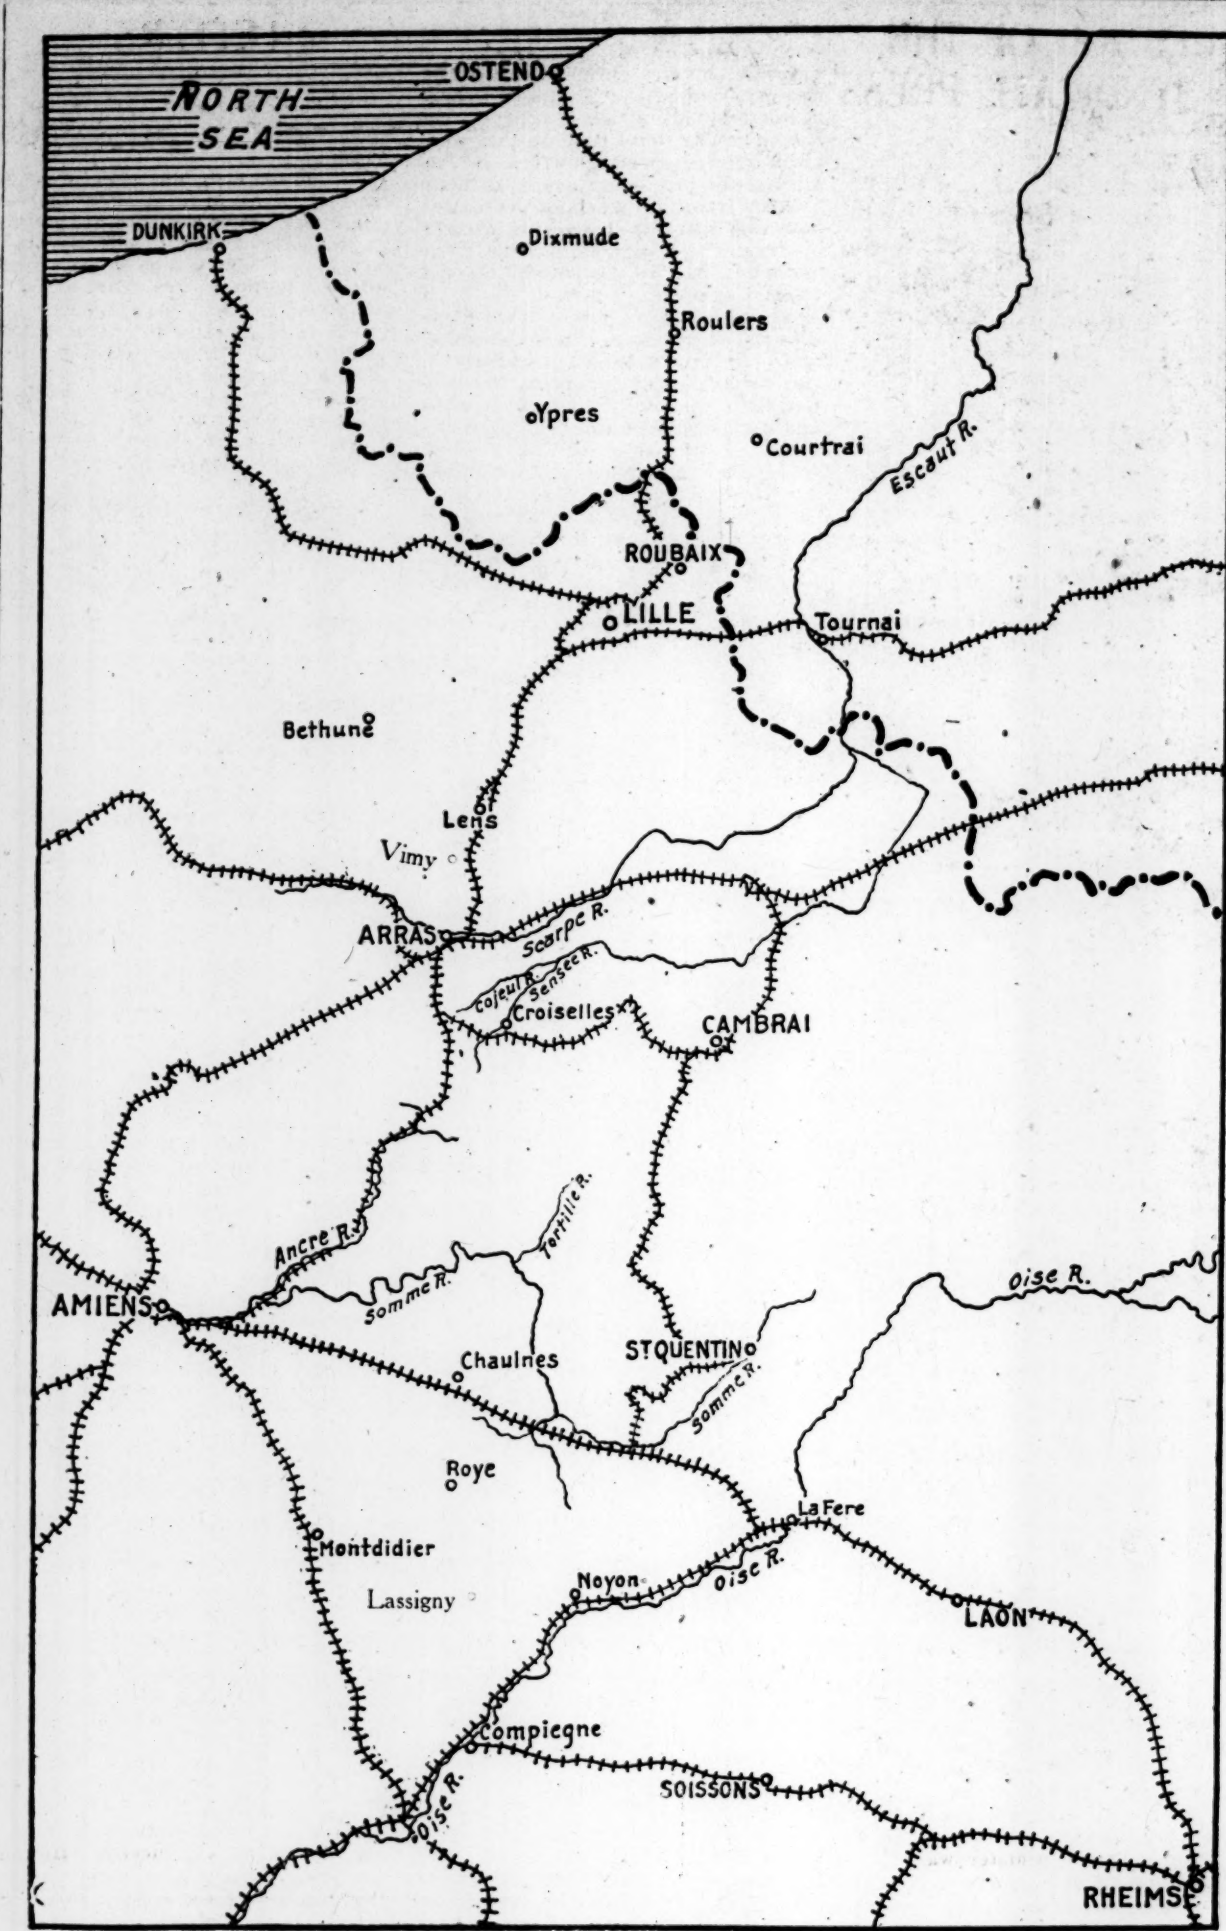 OSTEND
NORTH
SEA
DUNKIRK
Dixmude
Roulers
Ypres
Courtrai
Escaut R.
ROUBAIX
LILLE
Tournai
Bethune
Lens
Vimy
ARRAS
Scarpe R.
Cojeul R.
Sensee R.
Croiselles
CAMBRAI
Tortille R.
Ancre R.
Somme R.
Oise R.
AMIENS
Chaulnes
ST QUENTIN
Somme R.
Roye
La Fere
Montdidier
Noyon
Oise R.
Lassigny
LAON
Compiegne
SOISSONS
Oise R.
RHEIMS